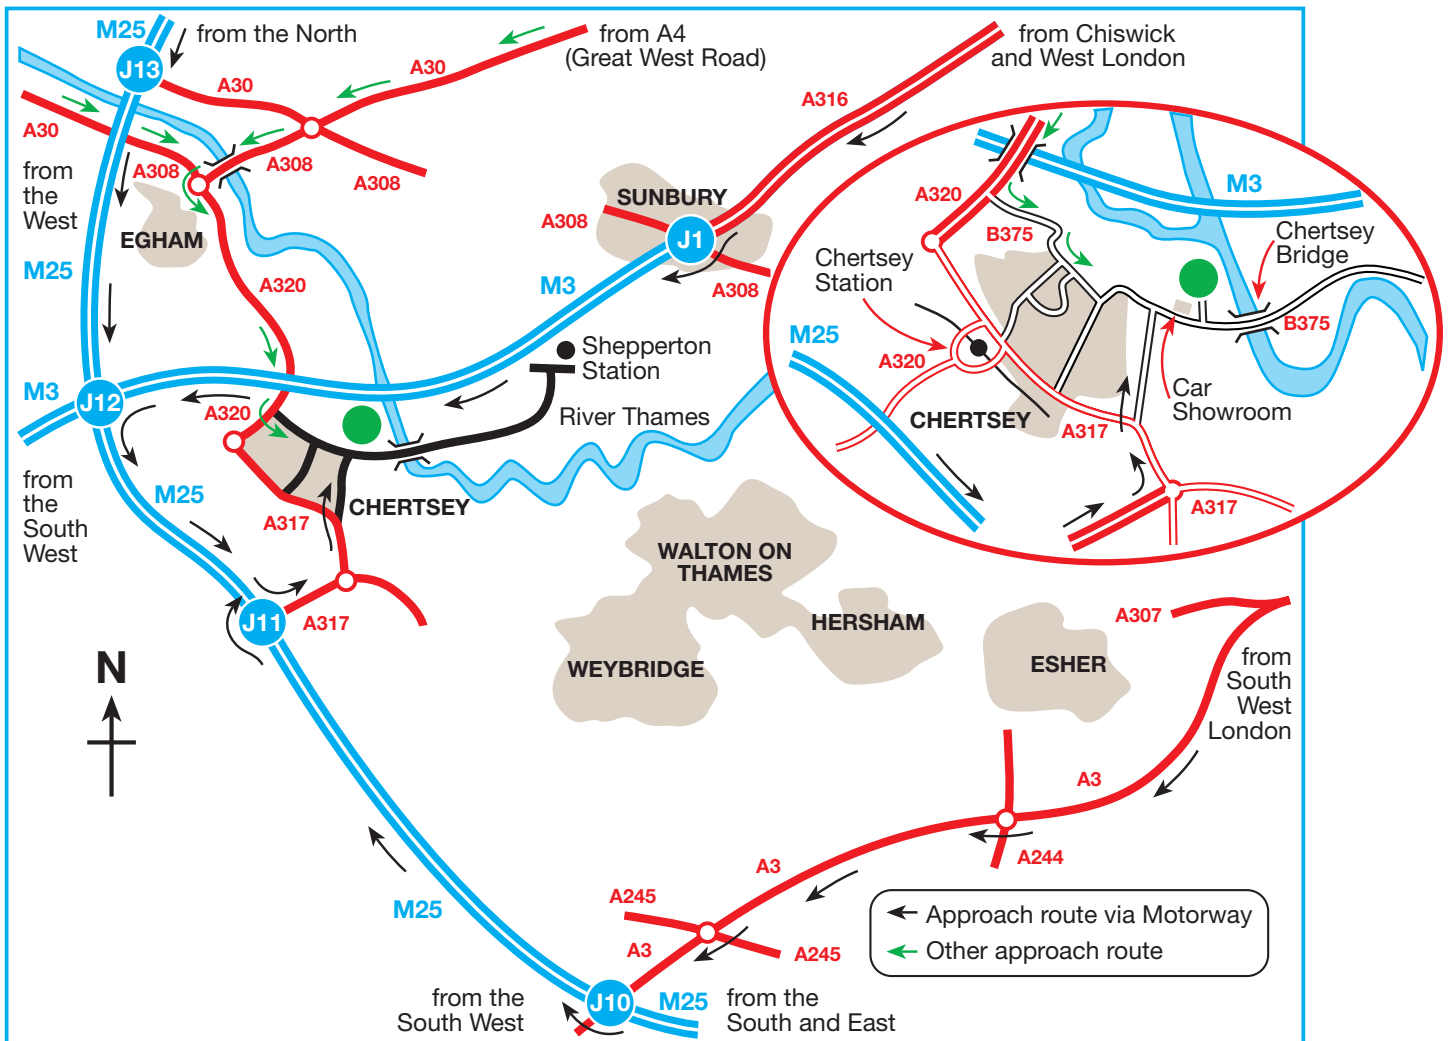 M25
from the North
J13
A30
A30
from A4
(Great West Road)
from Chiswick
and West London
A316
A30
from
the
West
A308
A308
A308
EGHAM
SUNBURY
A308
J1
A308
M25
A320
M3
M3
J12
A320
Shepperton
Station
River Thames
from
the
South
West
M25
A317
CHERTSEY
J11
A317
N
WALTON ON
THAMES
HERSHAM
WEYBRIDGE
ESHER
A307
from
South
West
London
A3
A244
A3
A245
A3
A245
M25
from the
South West
J10
M25
from the
South and East
Approach route via Motorway
Other approach route
M3
A320
B375
Chertsey
Bridge
Chertsey
Station
B375
M25
A320
Car
Showroom
CHERTSEY
A317
A317